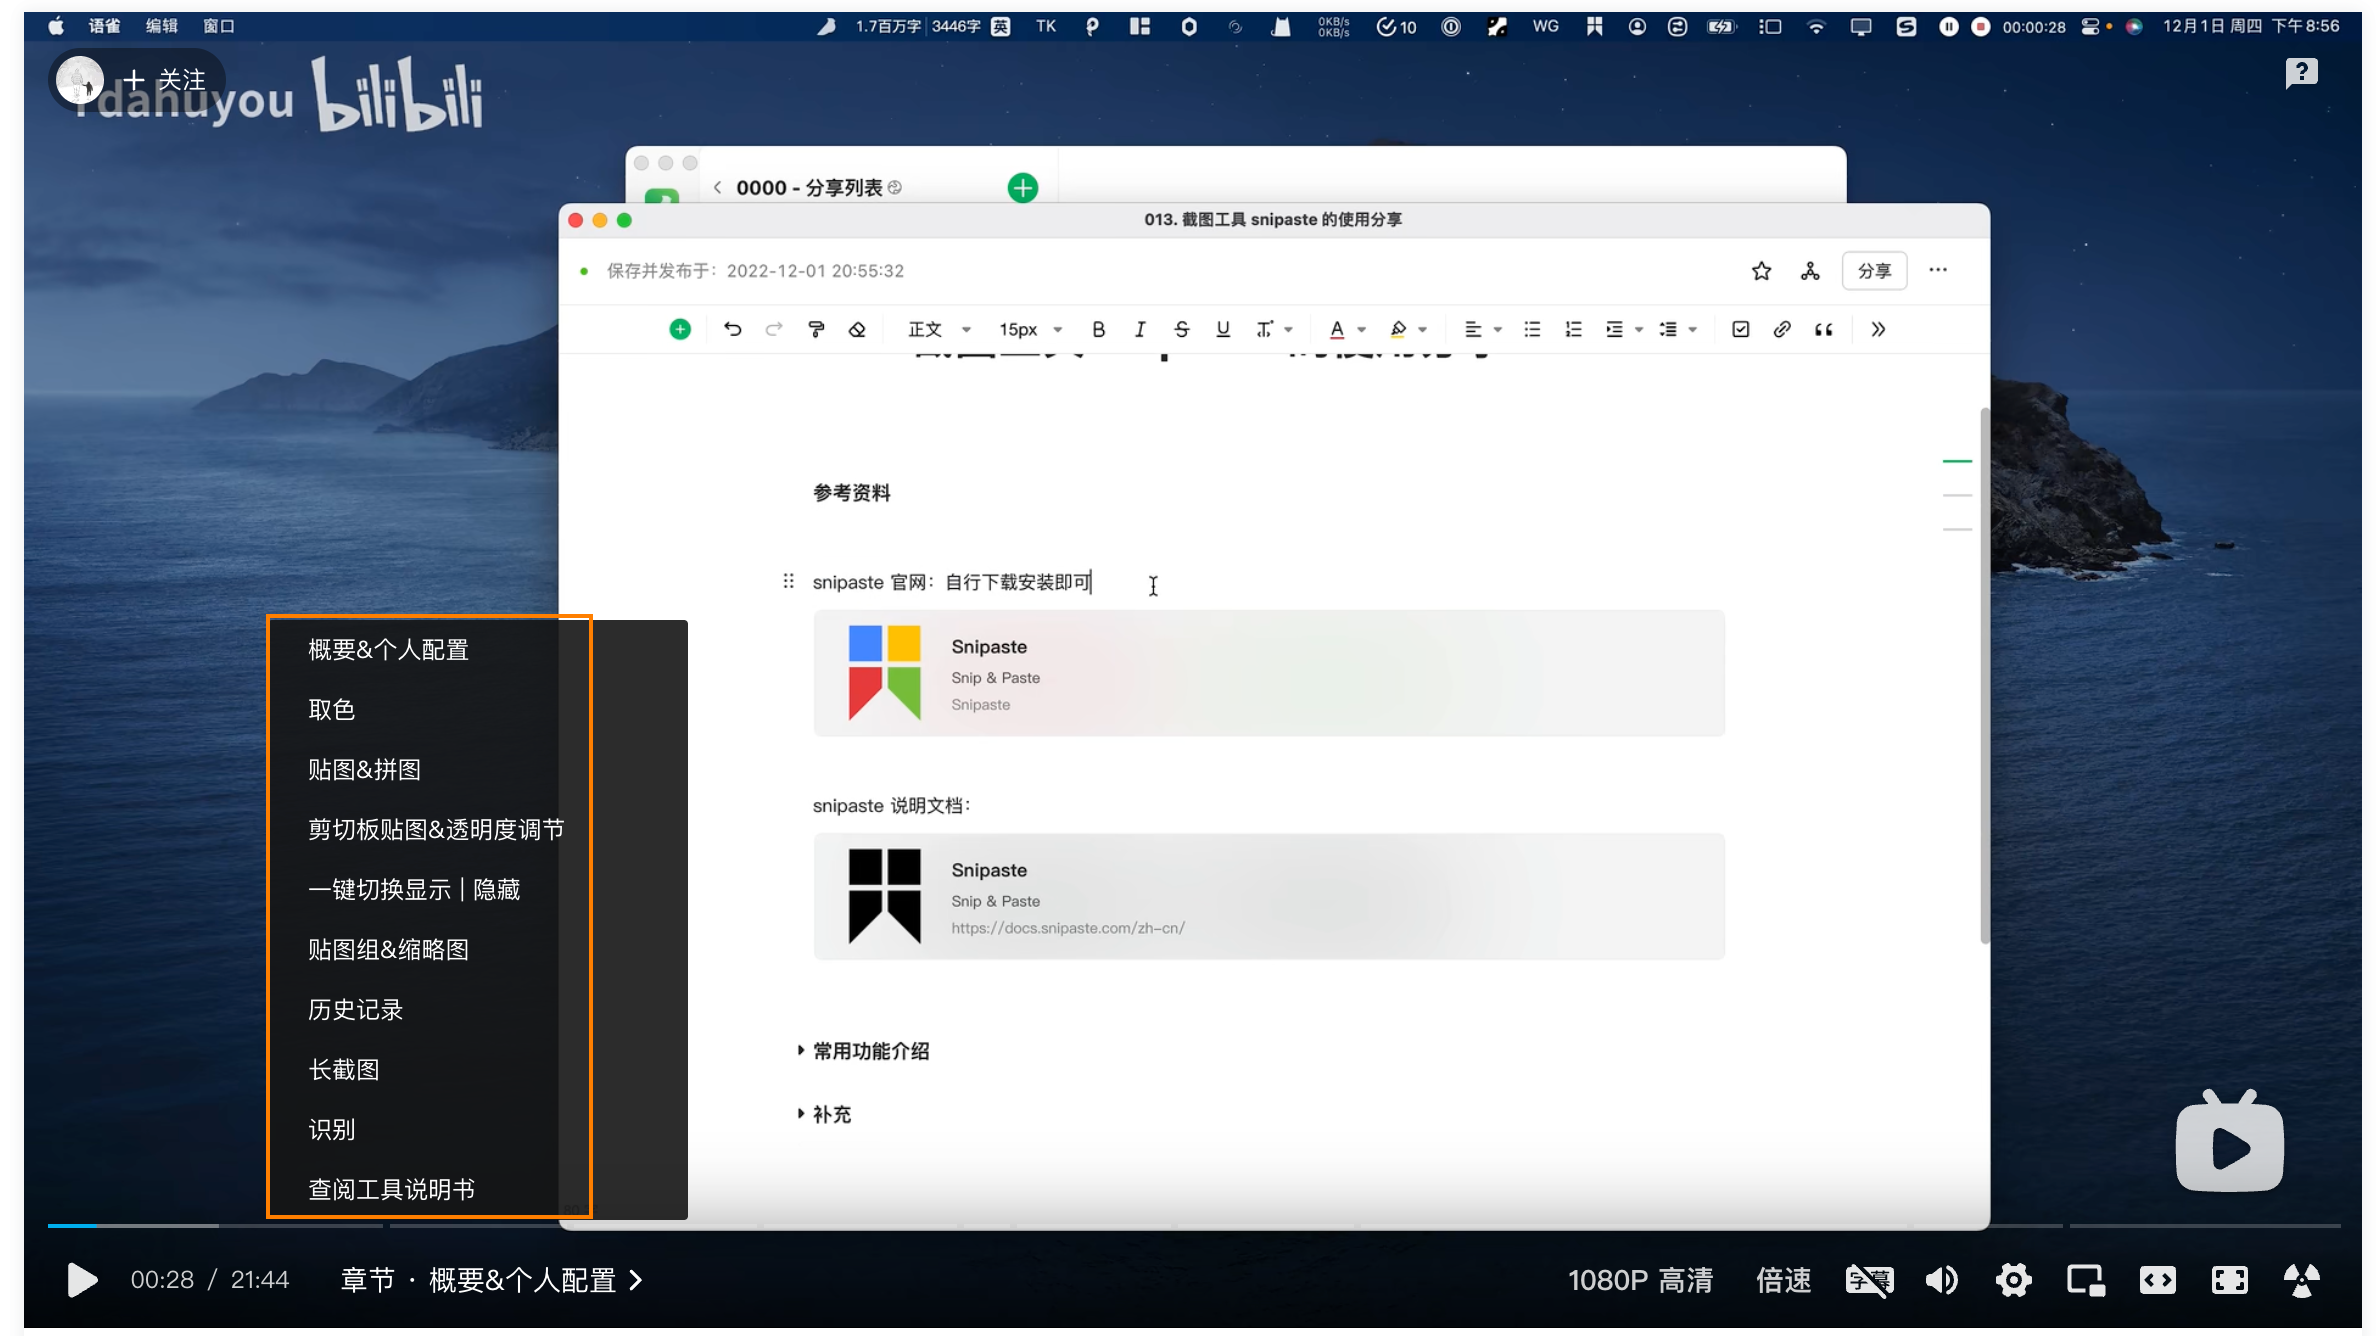 语雀 编辑 窗口 1.7百万字 3446字 英 TK 0KB/s 0KB/s 10 WG 00:00:28 12月1日 周四 下午8:56
+ 关注
dahuyou bilibili
0000 - 分享列表
013. 截图工具 snipaste 的使用分享
保存并发布于：2022-12-01 20:55:32
分享
正文 15px B I S U A
参考资料
snipaste 官网：自行下载安装即可
Snipaste
Snip & Paste
Snipaste
snipaste 说明文档：
Snipaste
Snip & Paste
https://docs.snipaste.com/zh-cn/
常用功能介绍
补充
概要&个人配置
取色
贴图&拼图
剪切板贴图&透明度调节
一键切换显示 | 隐藏
贴图组&缩略图
历史记录
长截图
识别
查阅工具说明书
00:28 / 21:44
章节 · 概要&个人配置
1080P 高清
倍速
字幕